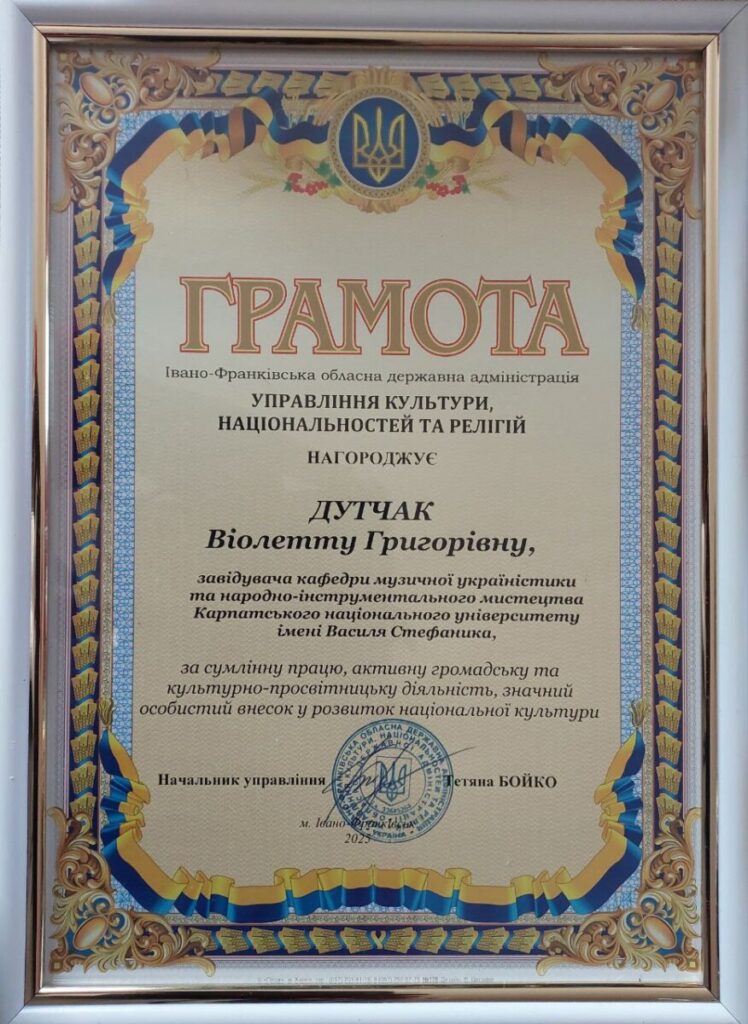 ГРАМОТА
Івано-Франківська обласна державна адміністрація
УПРАВЛІННЯ КУЛЬТУРИ,
НАЦІОНАЛЬНОСТЕЙ ТА РЕЛІГІЙ
НАГОРОДЖУЄ
ДУТЧАК
Віолетту Григорівну,
завідувача кафедри музичної україністики
та народно-інструментального мистецтва
Карпатського національного університету
імені Василя Стефаника,
за сумлінну працю, активну громадську та
культурно-просвітницьку діяльність, значний
особистий внесок у розвиток національної культури
Начальник управління Тетяна БОЙКО
м. Івано-Франківськ
2025